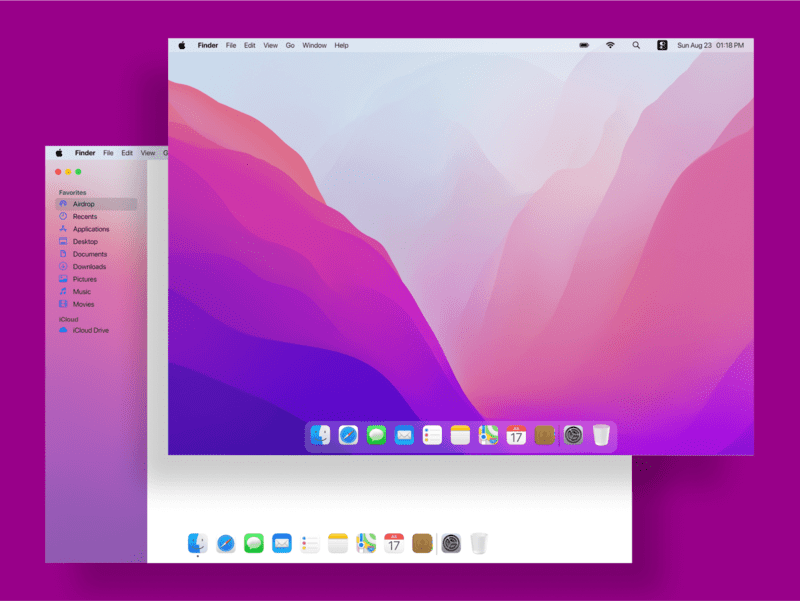 Finder File Edit View Go Window Help Sun Aug 23 01:18 PM
Finder File Edit View G
Favorites
Airdrop
Recents
Applications
Desktop
Documents
Downloads
Pictures
Music
Movies
iCloud
iCloud Drive
17
17